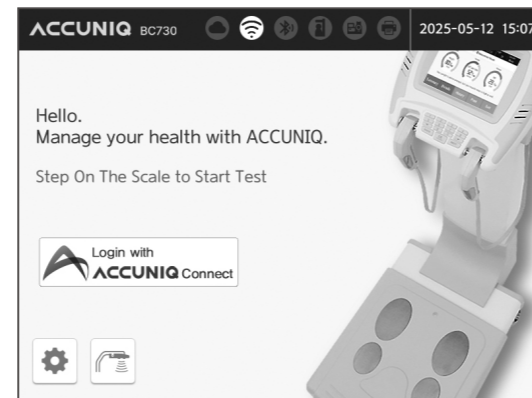 ACCUNIQ BC730
2025-05-12 15:07
Hello.
Manage your health with ACCUNIQ.
Step On The Scale to Start Test
Login with
ACCUNIQ Connect